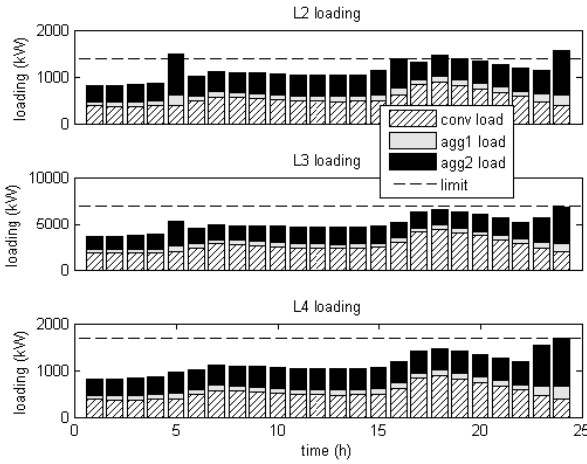 L2 loading
2000
1000
0
loading (kW)
conv load
agg1 load
agg2 load
limit
L3 loading
10000
5000
0
loading (kW)
L4 loading
2000
1000
0
loading (kW)
0 5 10 15 20 25
time (h)